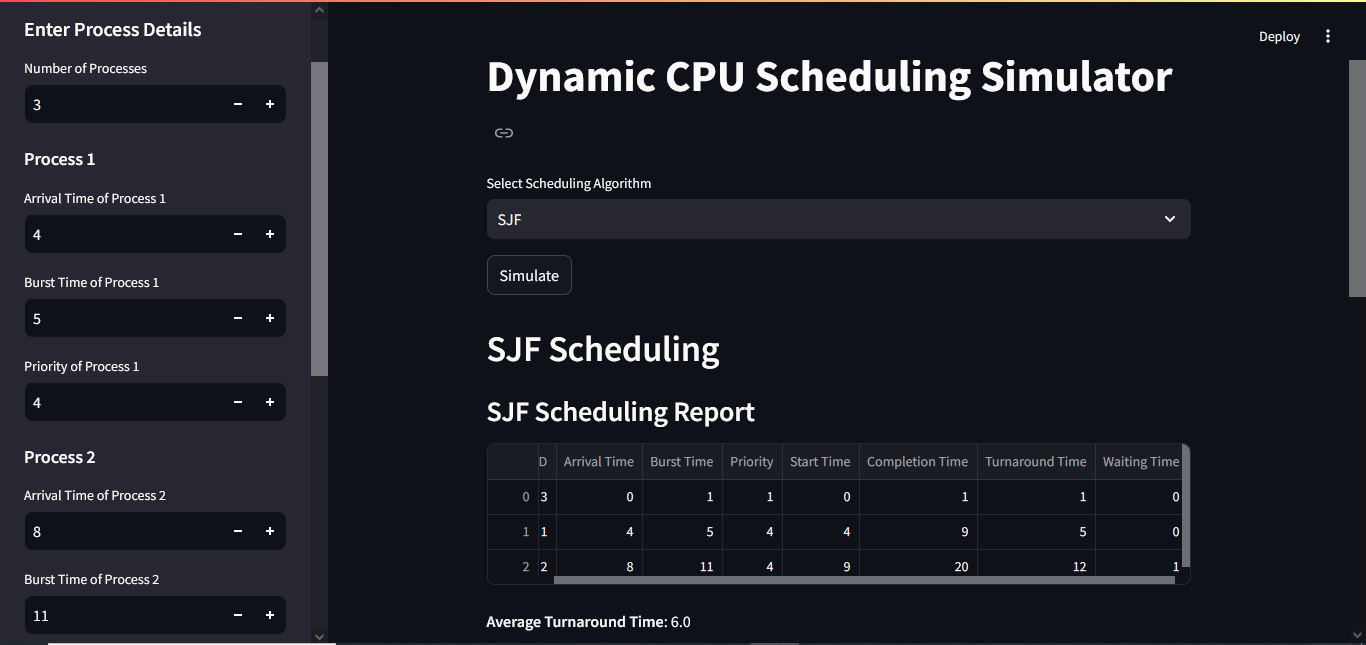 Enter Process Details
Number of Processes
3
Process 1
Arrival Time of Process 1
4
Burst Time of Process 1
5
Priority of Process 1
4
Process 2
Arrival Time of Process 2
8
Burst Time of Process 2
11
Deploy
Dynamic CPU Scheduling Simulator
Select Scheduling Algorithm
SJF
Simulate
SJF Scheduling
SJF Scheduling Report
D Arrival Time Burst Time Priority Start Time Completion Time Turnaround Time Waiting Time
0 3 0 1 1 0 1 1 0
1 1 4 5 4 4 9 5 0
2 2 8 11 4 9 20 12 1
Average Turnaround Time: 6.0